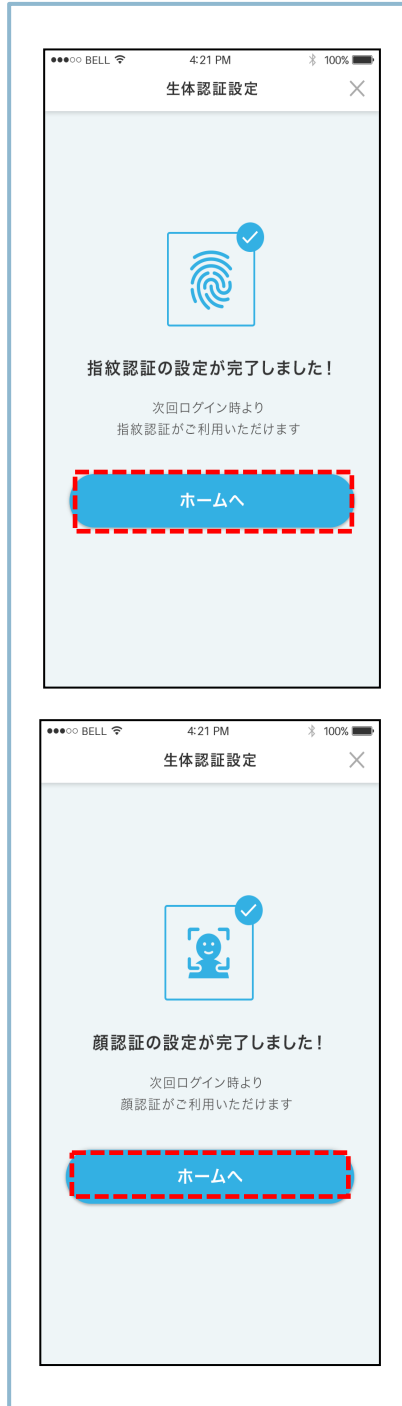 ●●●○○ BELL 4:21 PM 100%
生体認証設定
指紋認証の設定が完了しました！
次回ログイン時より
指紋認証がご利用いただけます
ホームへ
●●●○○ BELL 4:21 PM 100%
生体認証設定
顔認証の設定が完了しました！
次回ログイン時より
顔認証がご利用いただけます
ホームへ